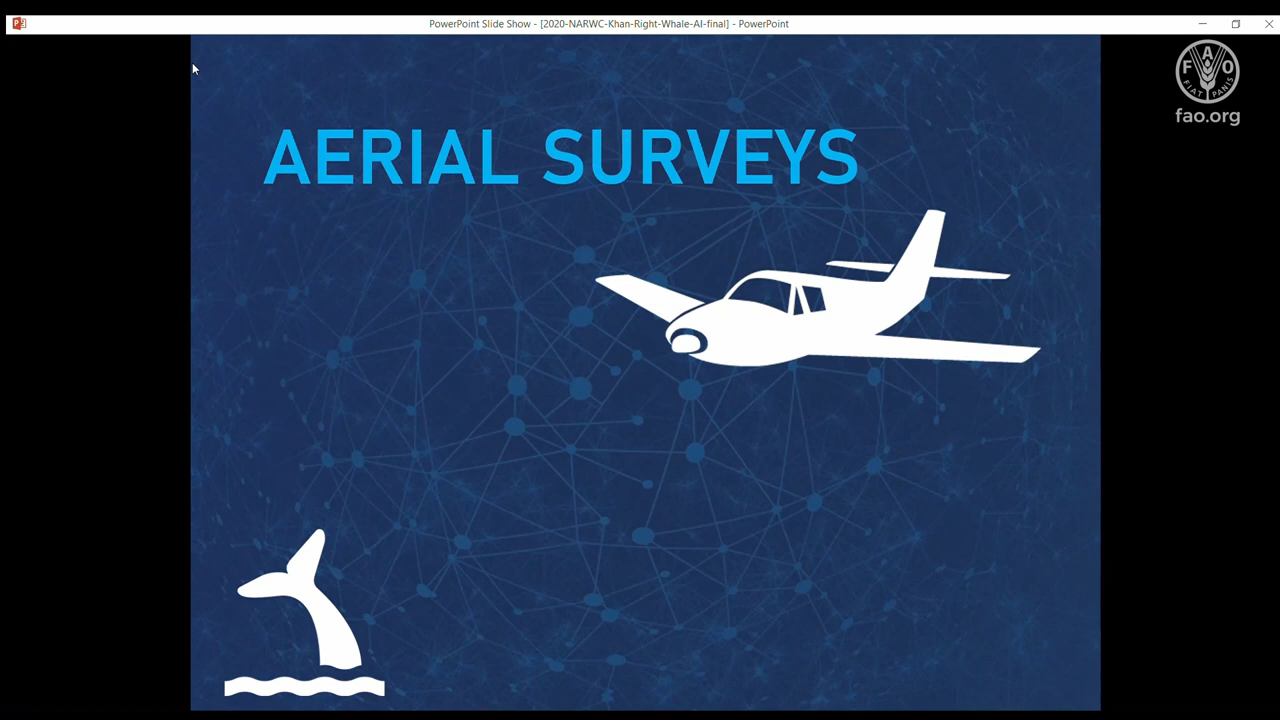 PowerPoint Slide Show - [2020-NARWC-Khan-Right-Whale-AI-final] - PowerPoint
F A O
FIAT PANIS
fao.org
AERIAL SURVEYS